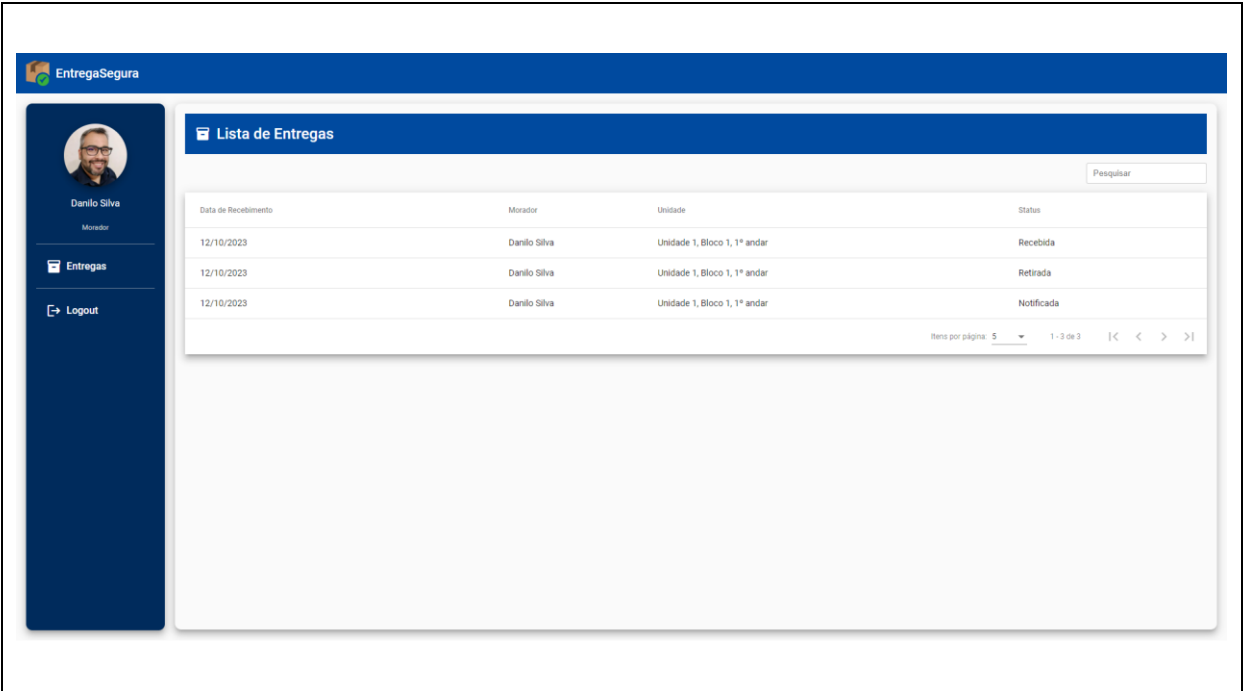 EntregaSegura
Danilo Silva
Morador
Entregas
Logout
Lista de Entregas
Pesquisar
Data de Recebimento Morador Unidade Status
12/10/2023 Danilo Silva Unidade 1, Bloco 1, 1º andar Recebida
12/10/2023 Danilo Silva Unidade 1, Bloco 1, 1º andar Retirada
12/10/2023 Danilo Silva Unidade 1, Bloco 1, 1º andar Notificada
Itens por página: 5 1 - 3 de 3